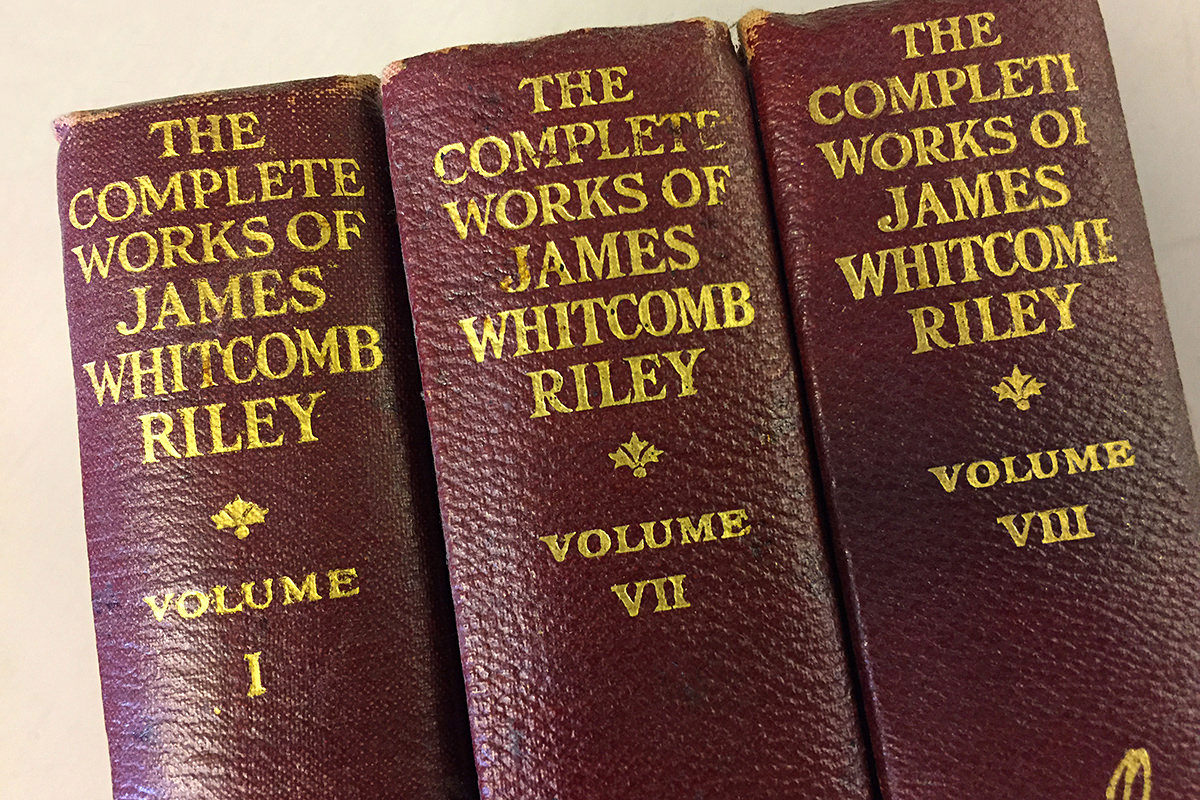 THE
COMPLETE
WORKS OF
JAMES
WHITCOMB
RILEY
VOLUME
I
THE
COMPLETE
WORKS OF
JAMES
WHITCOMB
RILEY
VOLUME
VII
THE
COMPLETE
WORKS OF
JAMES
WHITCOMB
RILEY
VOLUME
VIII